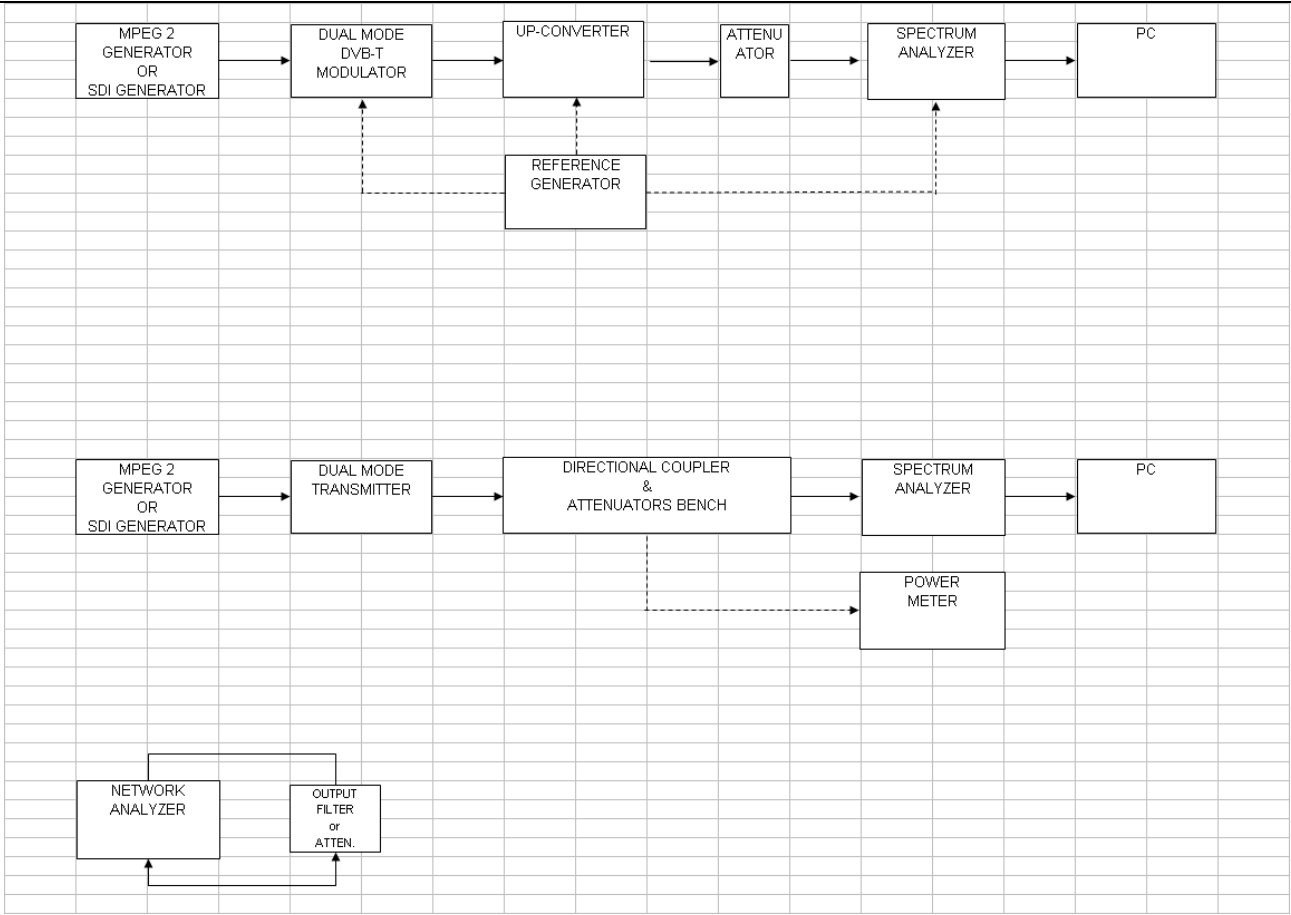 MPEG 2
GENERATOR
OR
SDI GENERATOR
DUAL MODE
DVB-T
MODULATOR
UP-CONVERTER
ATTENU
ATOR
SPECTRUM
ANALYZER
PC
REFERENCE
GENERATOR
MPEG 2
GENERATOR
OR
SDI GENERATOR
DUAL MODE
TRANSMITTER
DIRECTIONAL COUPLER
&
ATTENUATORS BENCH
SPECTRUM
ANALYZER
PC
POWER
METER
NETWORK
ANALYZER
OUTPUT
FILTER
or
ATTEN.